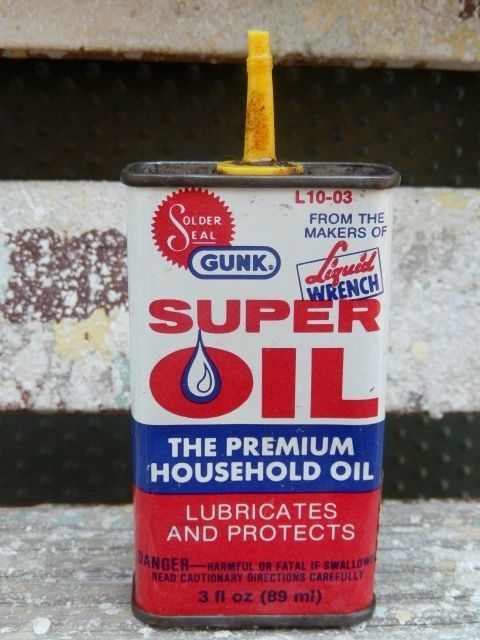 L10-03
SOLDER
SEAL
GUNK®
FROM THE
MAKERS OF
Liquid
WRENCH
SUPER
OIL
THE PREMIUM
HOUSEHOLD OIL
LUBRICATES
AND PROTECTS
DANGER—HARMFUL OR FATAL IF SWALLOWED
READ CAUTIONARY DIRECTIONS CAREFULLY
3 fl oz (89 ml)